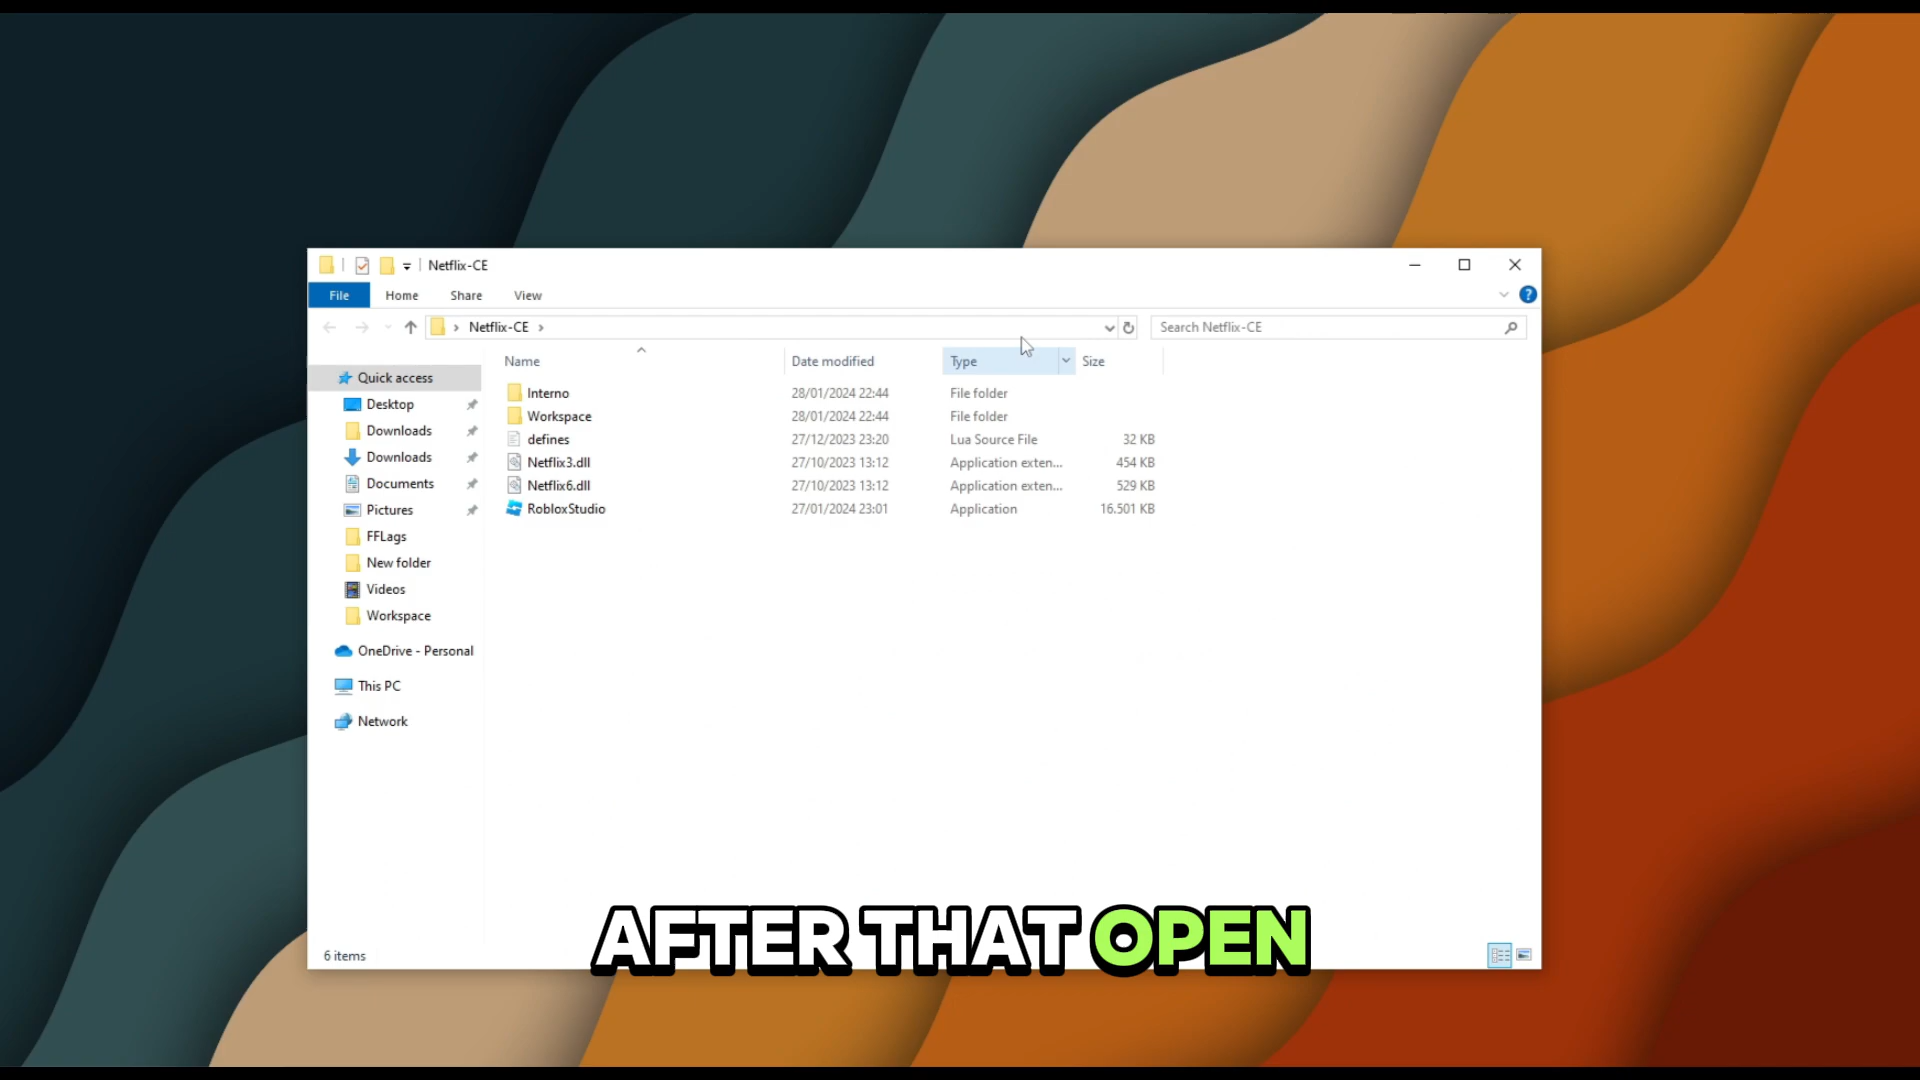 Netflix-CE
File Home Share View
Netflix-CE
Search Netflix-CE
Name Date modified Type Size
Quick access
Desktop
Downloads
Downloads
Documents
Pictures
FFLags
New folder
Videos
Workspace
OneDrive - Personal
This PC
Network
Interno 28/01/2024 22:44 File folder
Workspace 28/01/2024 22:44 File folder
defines 27/12/2023 23:20 Lua Source File 32 KB
Netflix3.dll 27/10/2023 13:12 Application exten... 454 KB
Netflix6.dll 27/10/2023 13:12 Application exten... 529 KB
RobloxStudio 27/01/2024 23:01 Application 16.501 KB
AFTER THAT OPEN
6 items